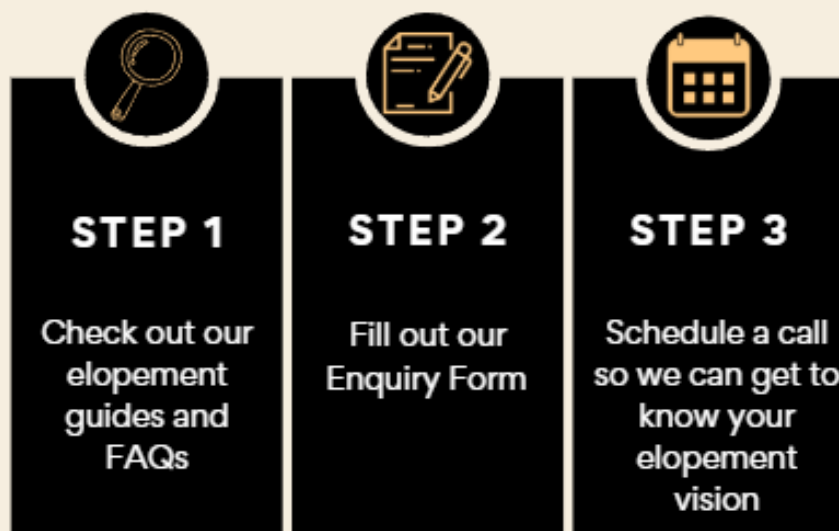 STEP 1
Check out our
elopement
guides and
FAQs
STEP 2
Fill out our
Enquiry Form
STEP 3
Schedule a call
so we can get to
know your
elopement
vision